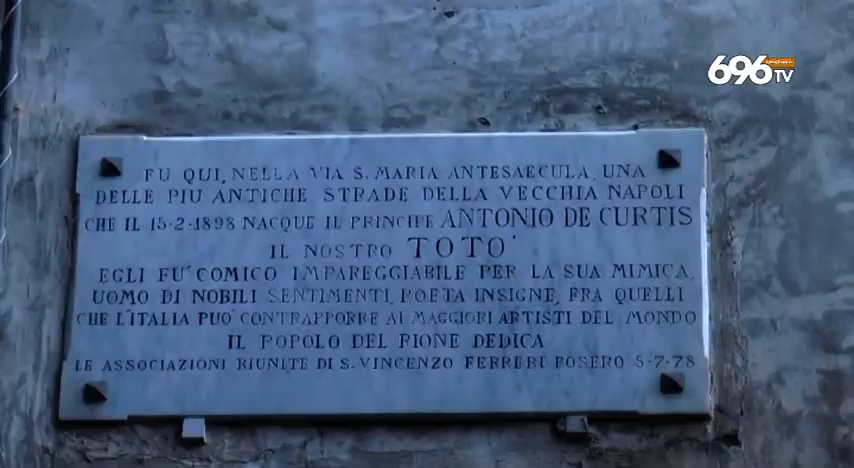 696
TV
FU QUI, NELLA VIA S. MARIA ANTESAECULA, UNA
DELLE PIU' ANTICHE STRADE DELLA VECCHIA NAPOLI
CHE IL 15-2-1898 NACQUE IL PRINCIPE ANTONIO DE CURTIS
IL NOSTRO TOTO'
EGLI FU' COMICO IMPAREGGIABILE PER LA SUA MIMICA,
UOMO DI NOBILI SENTIMENTI, POETA INSIGNE, FRA QUELLI
CHE L'ITALIA PUO' CONTRAPPORRE AI MAGGIORI ARTISTI DEL MONDO
IL POPOLO DEL RIONE DEDICA
LE ASSOCIAZIONI RIUNITE DI S. VINCENZO FERRERI POSERO 5-7-78